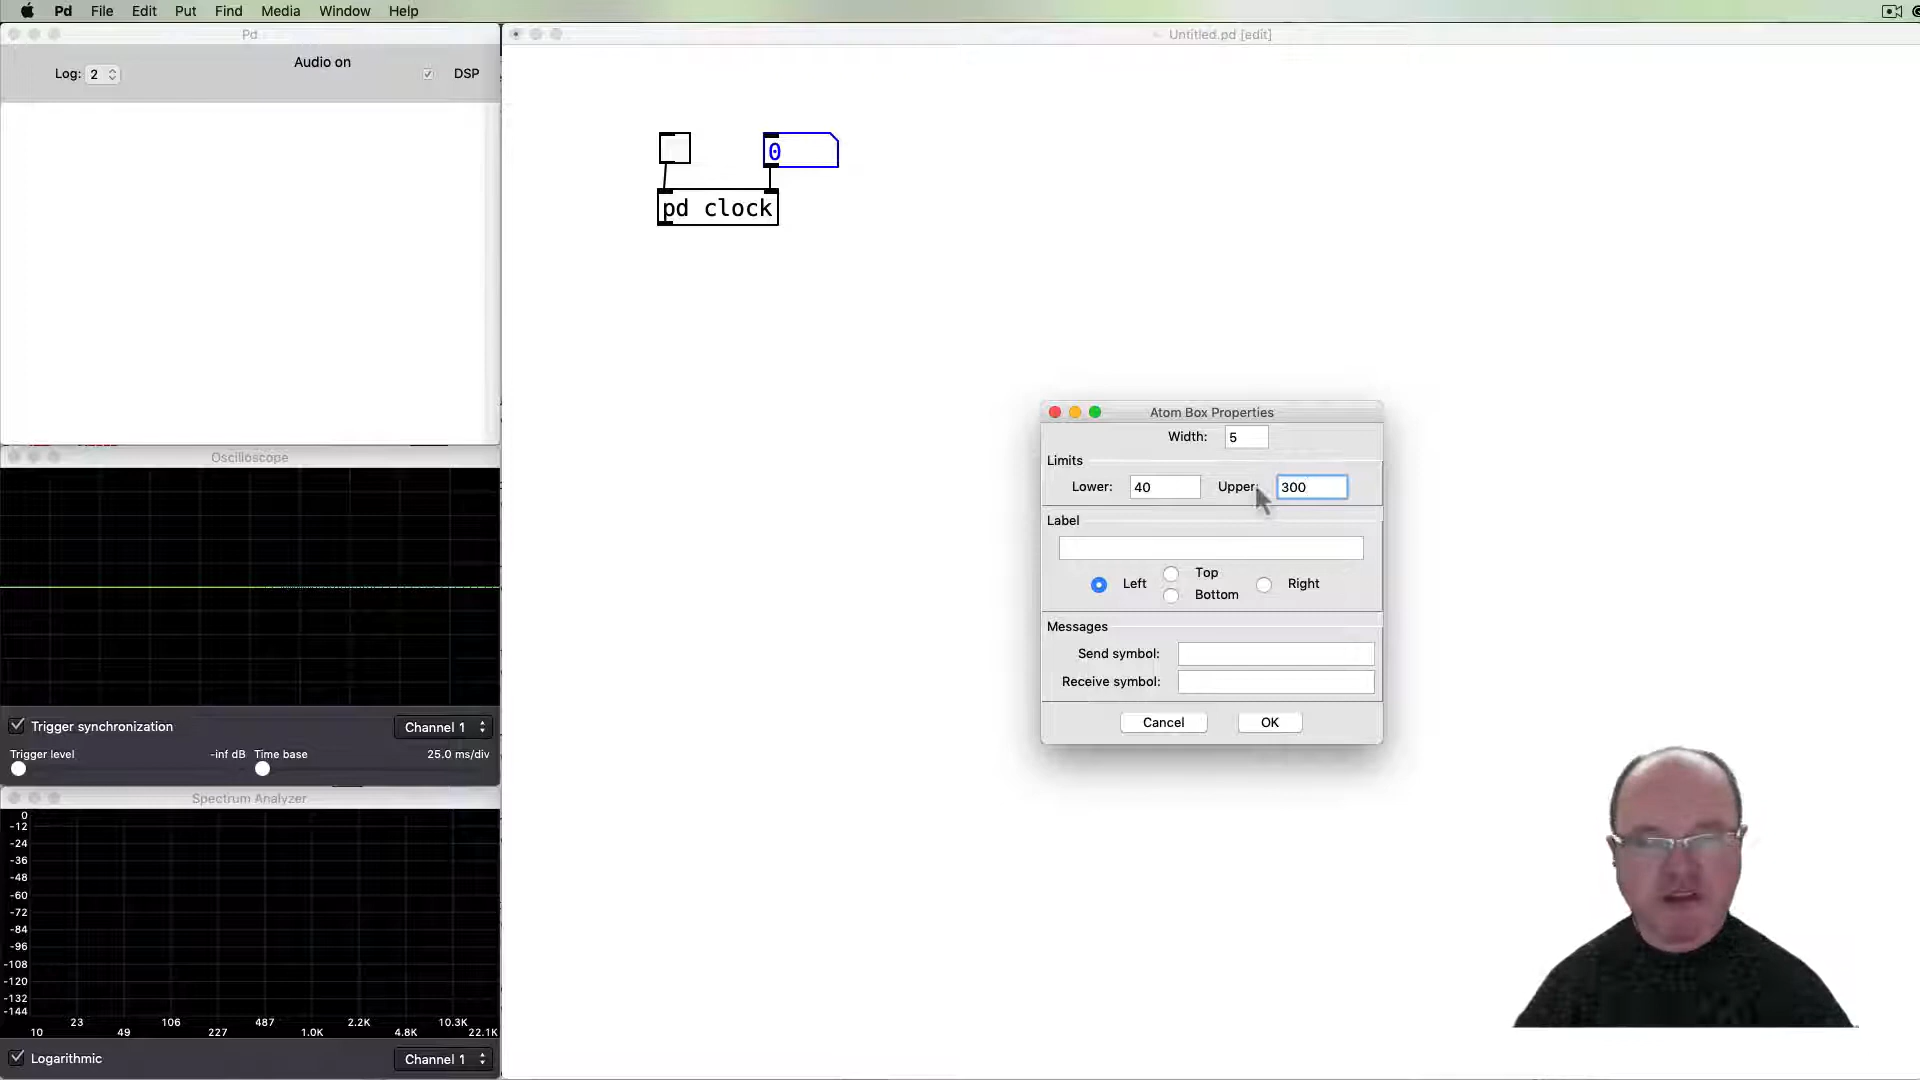 Pd File Edit Put Find Media Window Help
Pd
Untitled.pd [edit]
Audio on
Log: 2
DSP
0
pd clock
Atom Box Properties
Width: 5
Limits
Lower: 40 Upper: 300
Label
Left
Top
Bottom
Right
Messages
Send symbol:
Receive symbol:
Cancel OK
Oscilloscope
Trigger synchronization
Channel 1
Trigger level -inf dB Time base 25.0 ms/div
Spectrum Analyzer
0
-12
-24
-36
-48
-60
-72
-84
-96
-108
-120
-132
-144
23 106 487 2.2K 10.3K
10 49 227 1.0K 4.8K 22.1K
Logarithmic
Channel 1